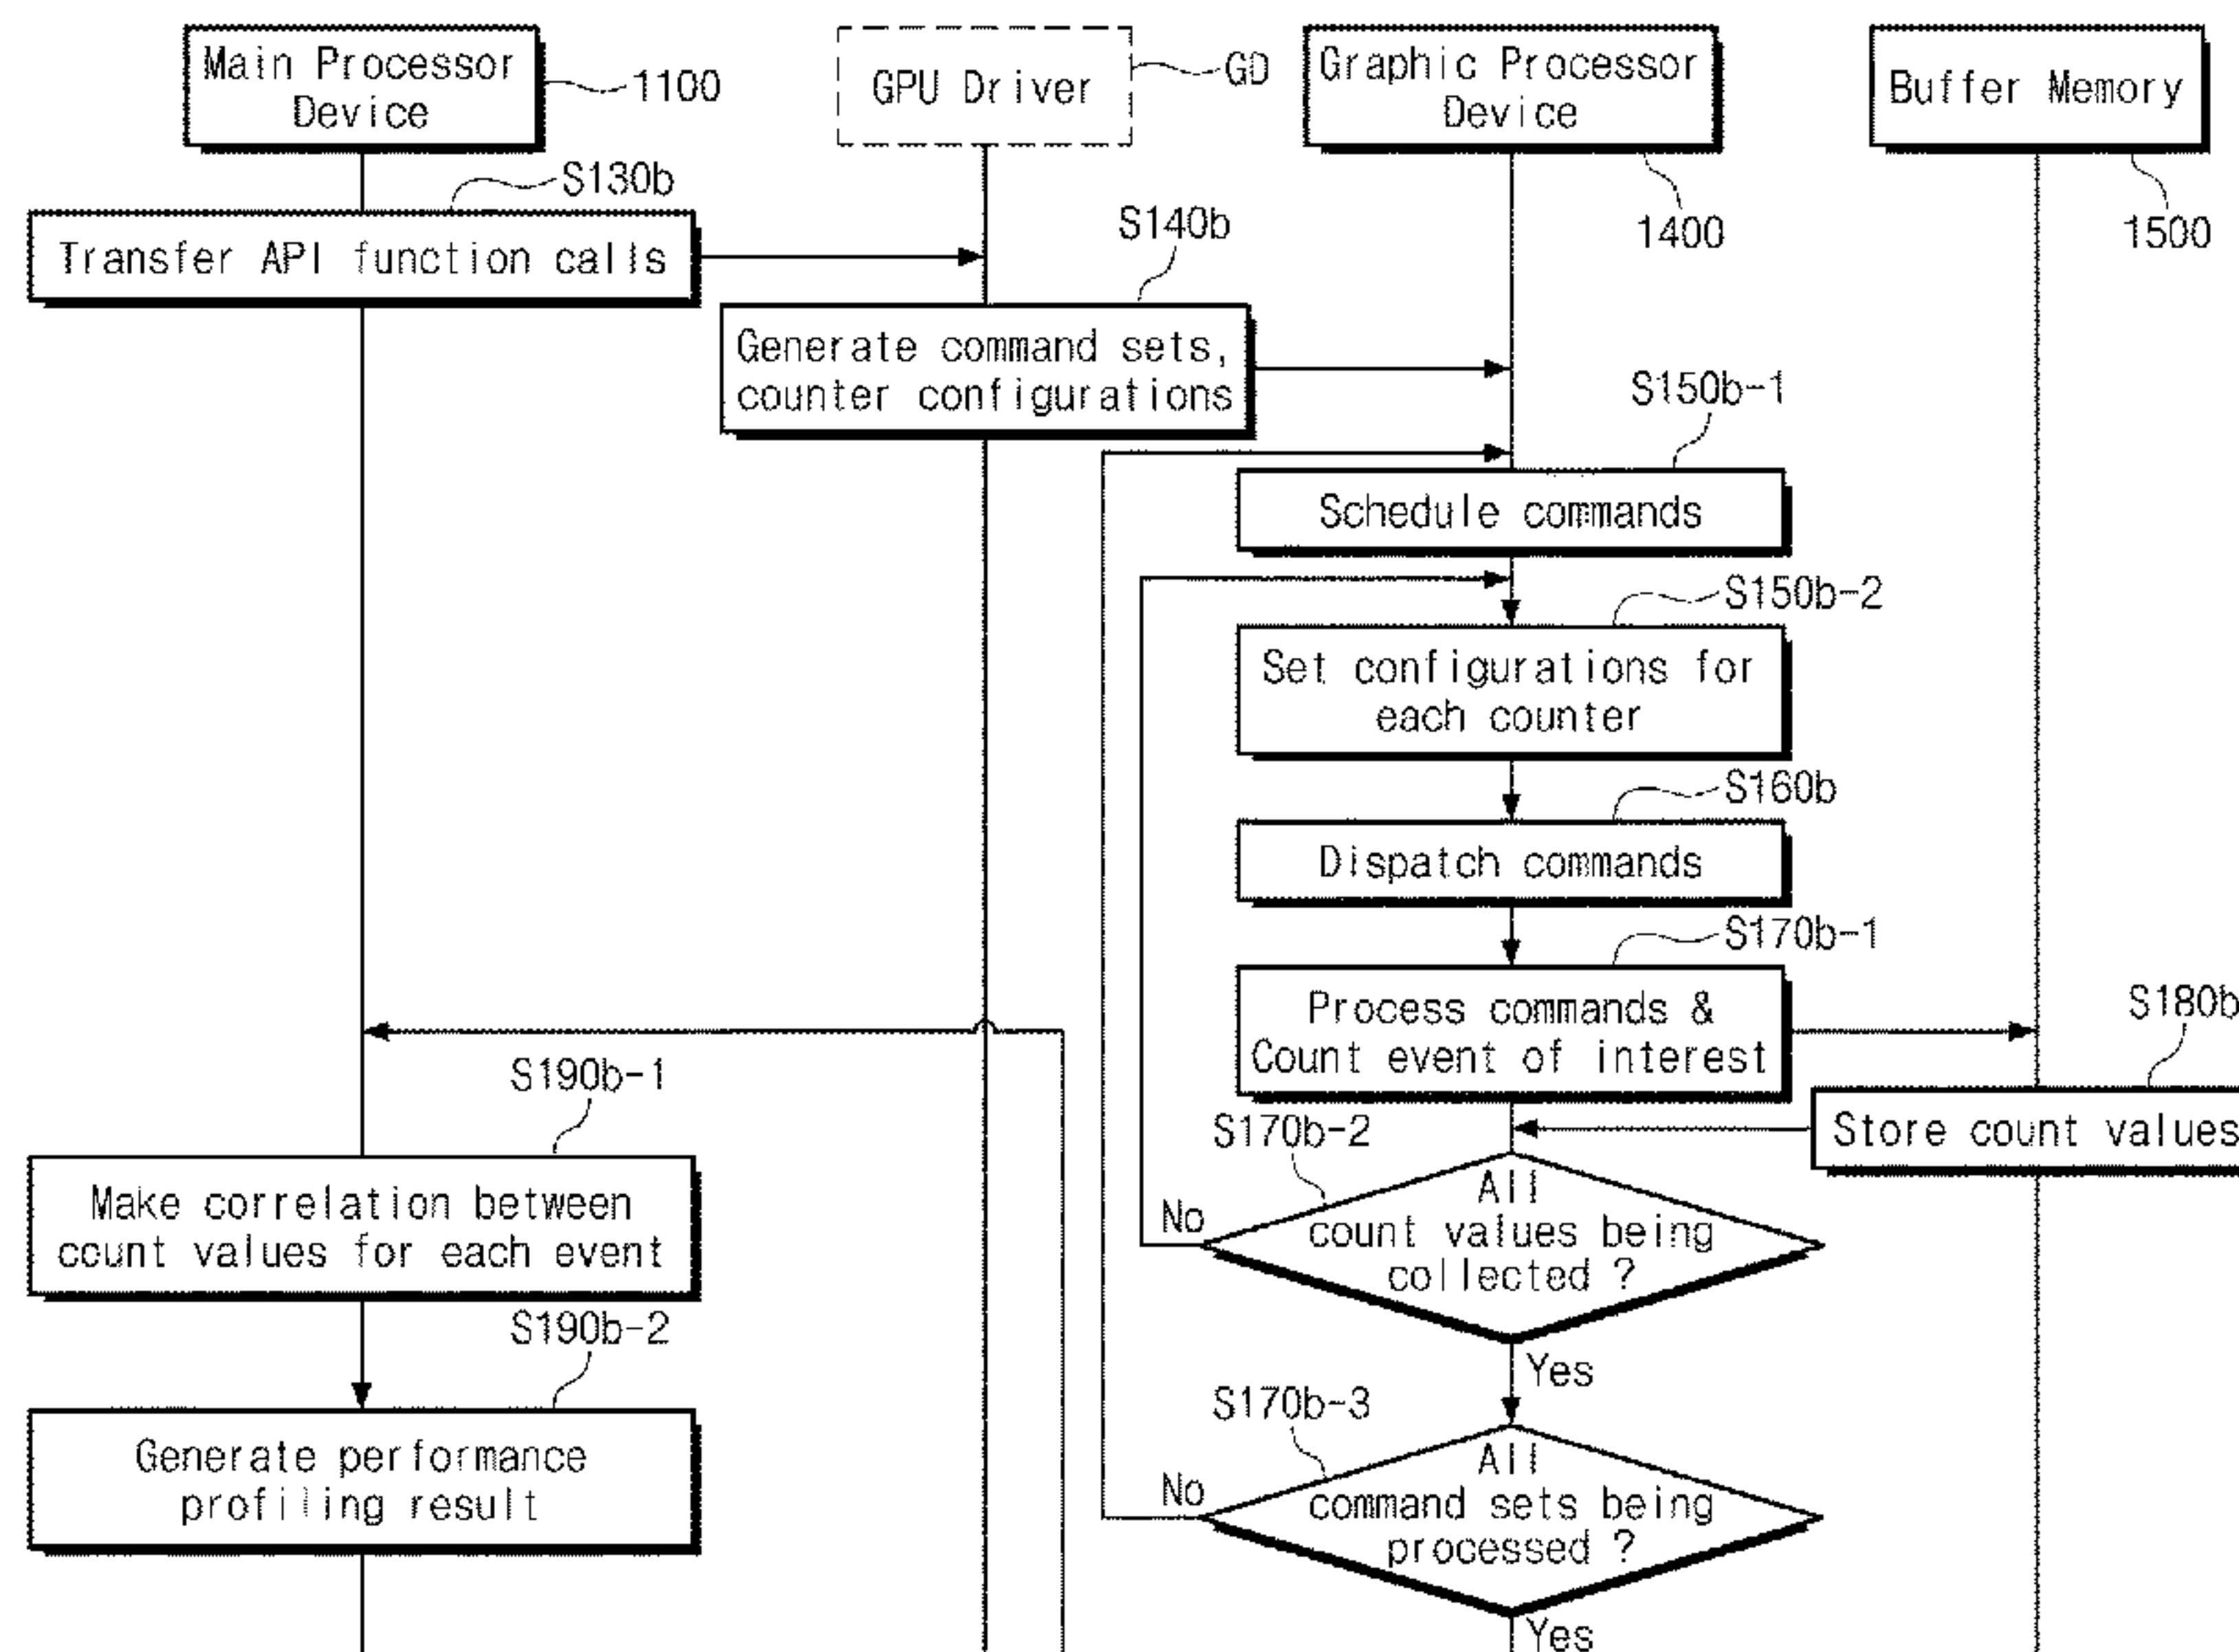 Main Processor
Device
1100
GPU Driver
GD
Graphic Processor
Device
1400
Buffer Memory
1500
S130b
Transfer API function calls
S140b
Generate command sets,
counter configurations
S150b-1
Schedule commands
S150b-2
Set configurations for
each counter
S160b
Dispatch commands
S170b-1
Process commands &
Count event of interest
S180b
Store count values
S170b-2
All
count values being
collected ?
No
Yes
S170b-3
All
command sets being
processed ?
No
Yes
S190b-1
Make correlation between
count values for each event
S190b-2
Generate performance
profiling result